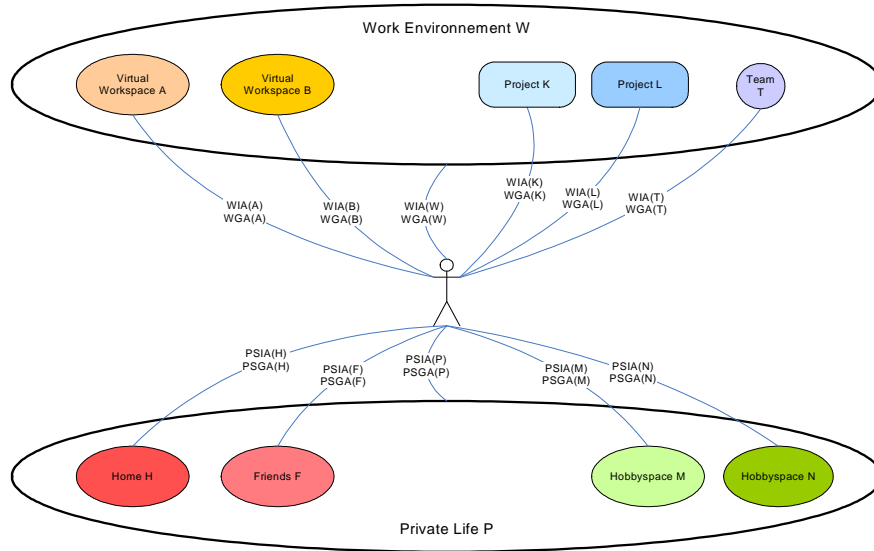 Work Environnement W
Virtual
Workspace A
Virtual
Workspace B
Project K
Project L
Team
T
WIA(A)
WGA(A)
WIA(B)
WGA(B)
WIA(W)
WGA(W)
WIA(K)
WGA(K)
WIA(L)
WGA(L)
WIA(T)
WGA(T)
PSIA(H)
PSGA(H)
PSIA(F)
PSGA(F)
PSIA(P)
PSGA(P)
PSIA(M)
PSGA(M)
PSIA(N)
PSGA(N)
Home H
Friends F
Hobbyspace M
Hobbyspace N
Private Life P